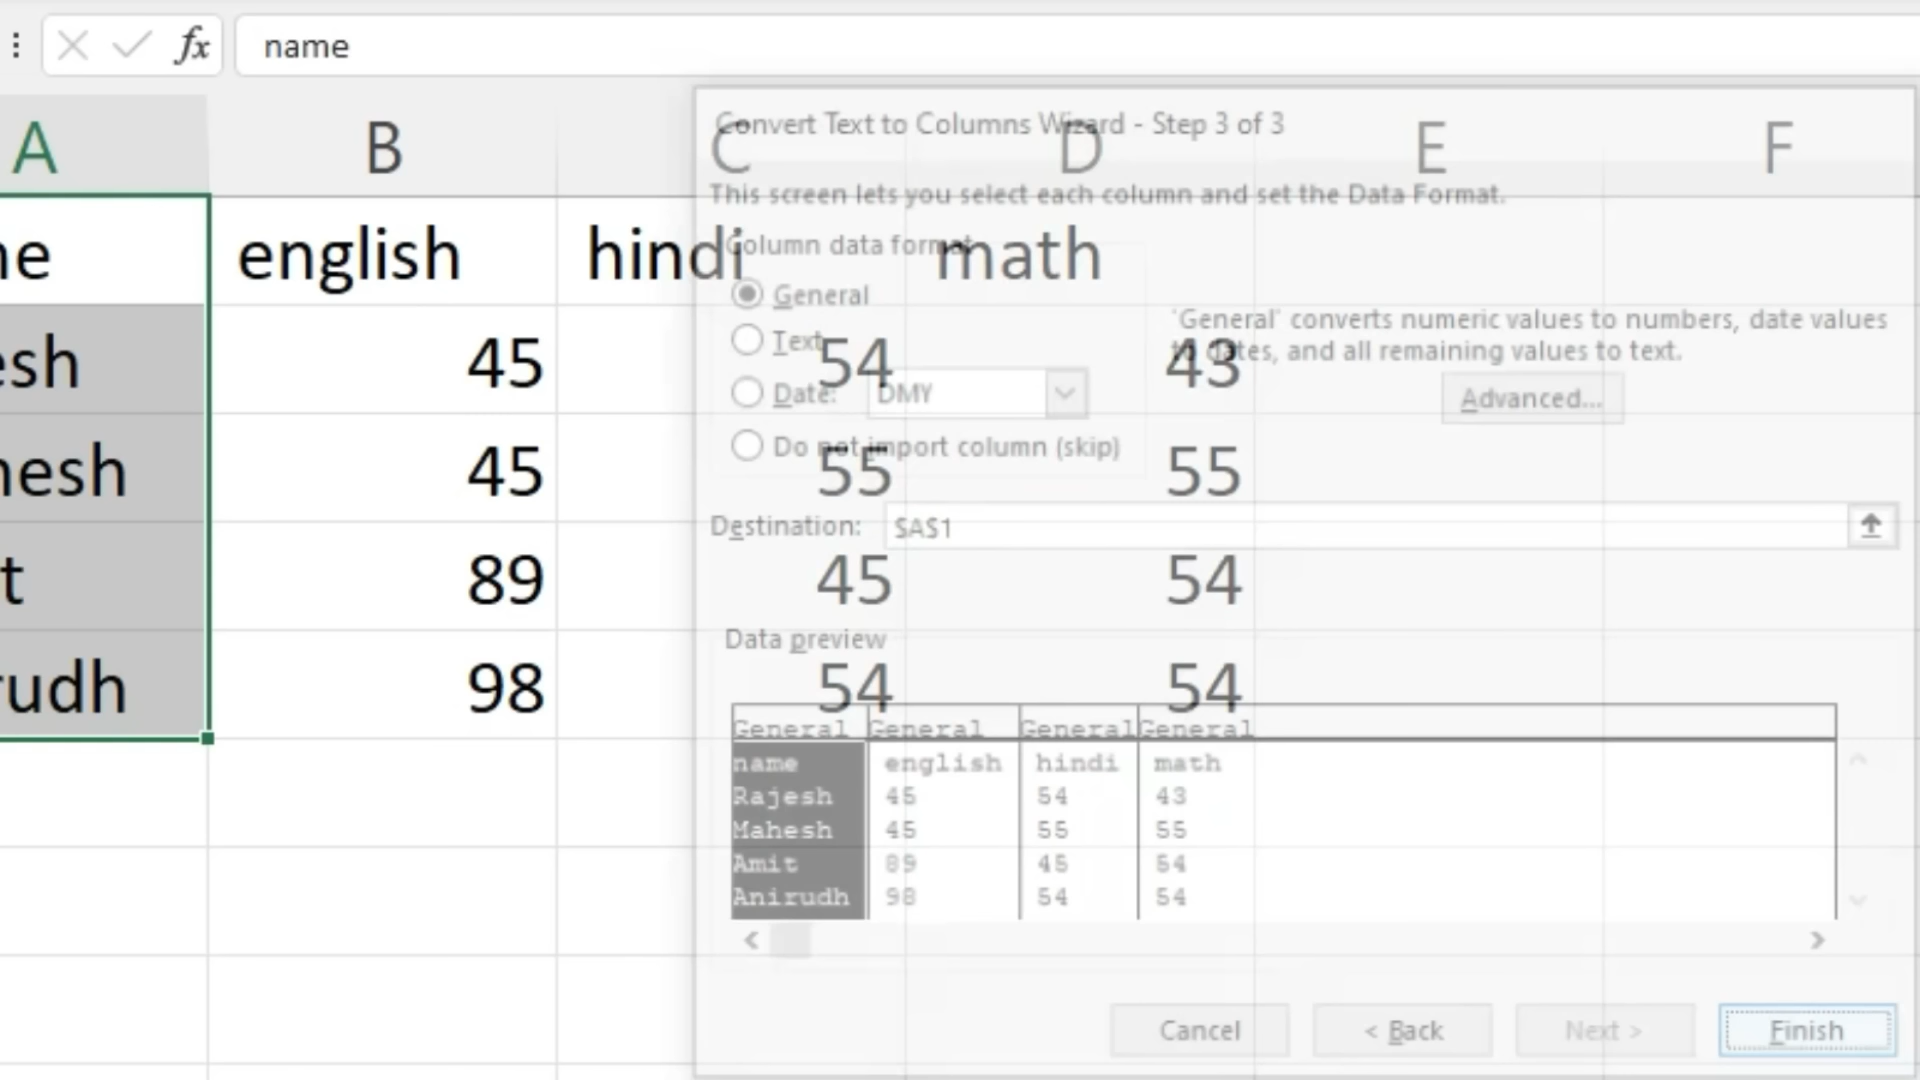 fx name
A B C D E F
ne english hindi math
esh 45 54 43
hesh 45 55 55
t 89 45 54
rudh 98 54 54
Convert Text to Columns Wizard - Step 3 of 3
This screen lets you select each column and set the Data Format.
Column data format
General
Text
Date: DMY
Do not import column (skip)
'General' converts numeric values to numbers, date values
to dates, and all remaining values to text.
Advanced...
Destination: $A$1
Data preview
General General General General
name english hindi math
Rajesh 45 54 43
Mahesh 45 55 55
Amit 89 45 54
Anirudh 98 54 54
Cancel < Back Next > Finish